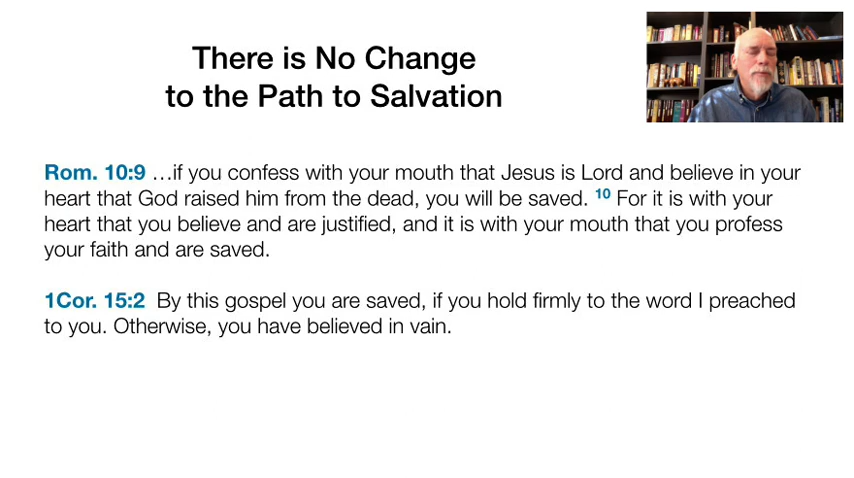 There is No Change
to the Path to Salvation
Rom. 10:9 …if you confess with your mouth that Jesus is Lord and believe in your
heart that God raised him from the dead, you will be saved. 10 For it is with your
heart that you believe and are justified, and it is with your mouth that you profess
your faith and are saved.
1Cor. 15:2 By this gospel you are saved, if you hold firmly to the word I preached
to you. Otherwise, you have believed in vain.